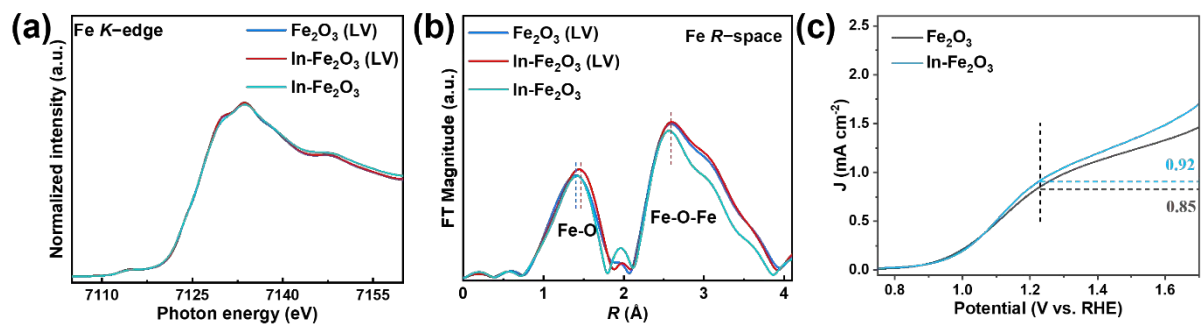 (a)
Fe K–edge
Fe₂O₃ (LV)
In-Fe₂O₃ (LV)
In-Fe₂O₃
Normalized intensity (a.u.)
7110 7125 7140 7155
Photon energy (eV)
(b)
Fe₂O₃ (LV)
Fe R–space
In-Fe₂O₃ (LV)
In-Fe₂O₃
FT Magnitude (a.u.)
Fe-O
Fe-O-Fe
0 1 2 3 4
R (Å)
(c)
Fe₂O₃
In-Fe₂O₃
J (mA cm⁻²)
2.5
2.0
1.5
1.0
0.5
0.0
0.92
0.85
0.8 1.0 1.2 1.4 1.6
Potential (V vs. RHE)